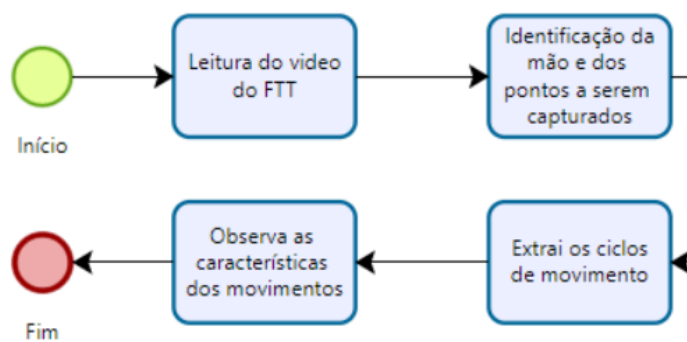 Início
Leitura do video
do FTT
Identificação da
mão e dos
pontos a serem
capturados
Extrai os ciclos
de movimento
Observa as
características
dos movimentos
Fim